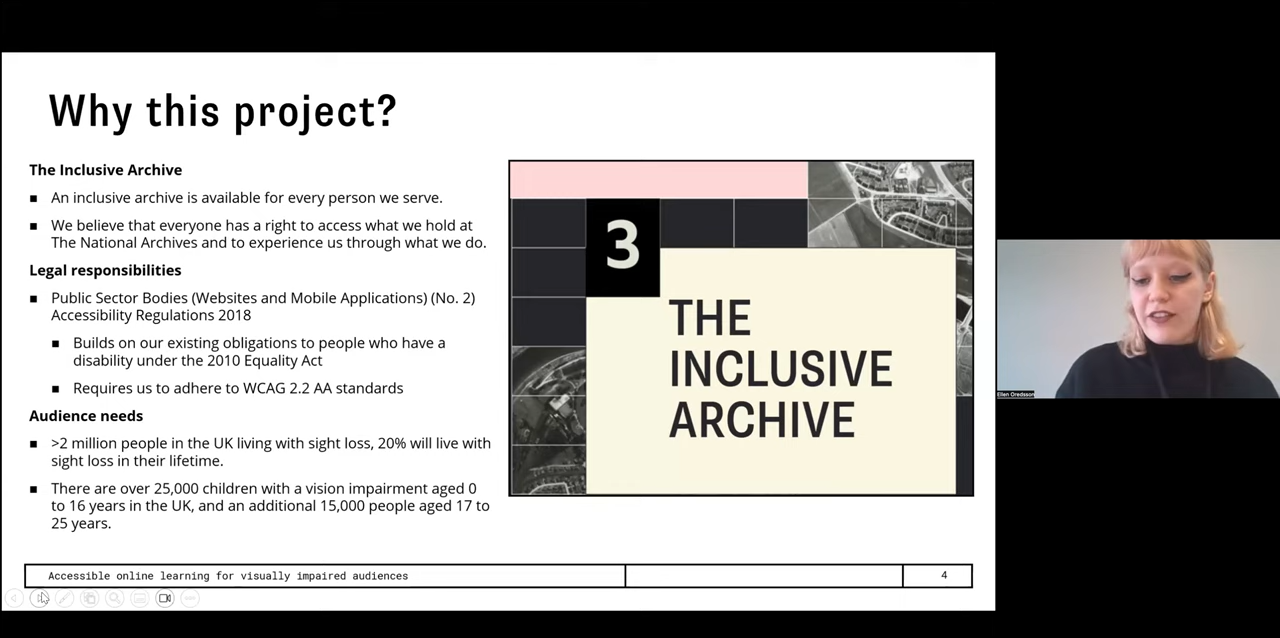 Why this project?
The Inclusive Archive
■ An inclusive archive is available for every person we serve.
■ We believe that everyone has a right to access what we hold at
The National Archives and to experience us through what we do.
Legal responsibilities
■ Public Sector Bodies (Websites and Mobile Applications) (No. 2)
Accessibility Regulations 2018
■ Builds on our existing obligations to people who have a
disability under the 2010 Equality Act
■ Requires us to adhere to WCAG 2.2 AA standards
Audience needs
■ >2 million people in the UK living with sight loss, 20% will live with
sight loss in their lifetime.
■ There are over 25,000 children with a vision impairment aged 0
to 16 years in the UK, and an additional 15,000 people aged 17 to
25 years.
3
THE
INCLUSIVE
ARCHIVE
Accessible online learning for visually impaired audiences
4
Ellen Oredsson